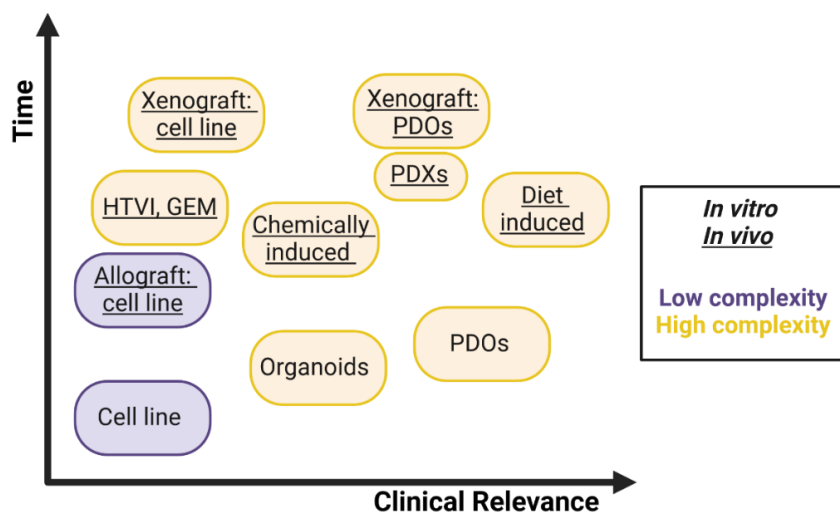 Time
Xenograft:
cell line
Xenograft:
PDOs
PDXs
HTVI, GEM
Chemically
induced
Diet
induced
Allograft:
cell line
Organoids
PDOs
Cell line
Clinical Relevance
In vitro
In vivo
Low complexity
High complexity